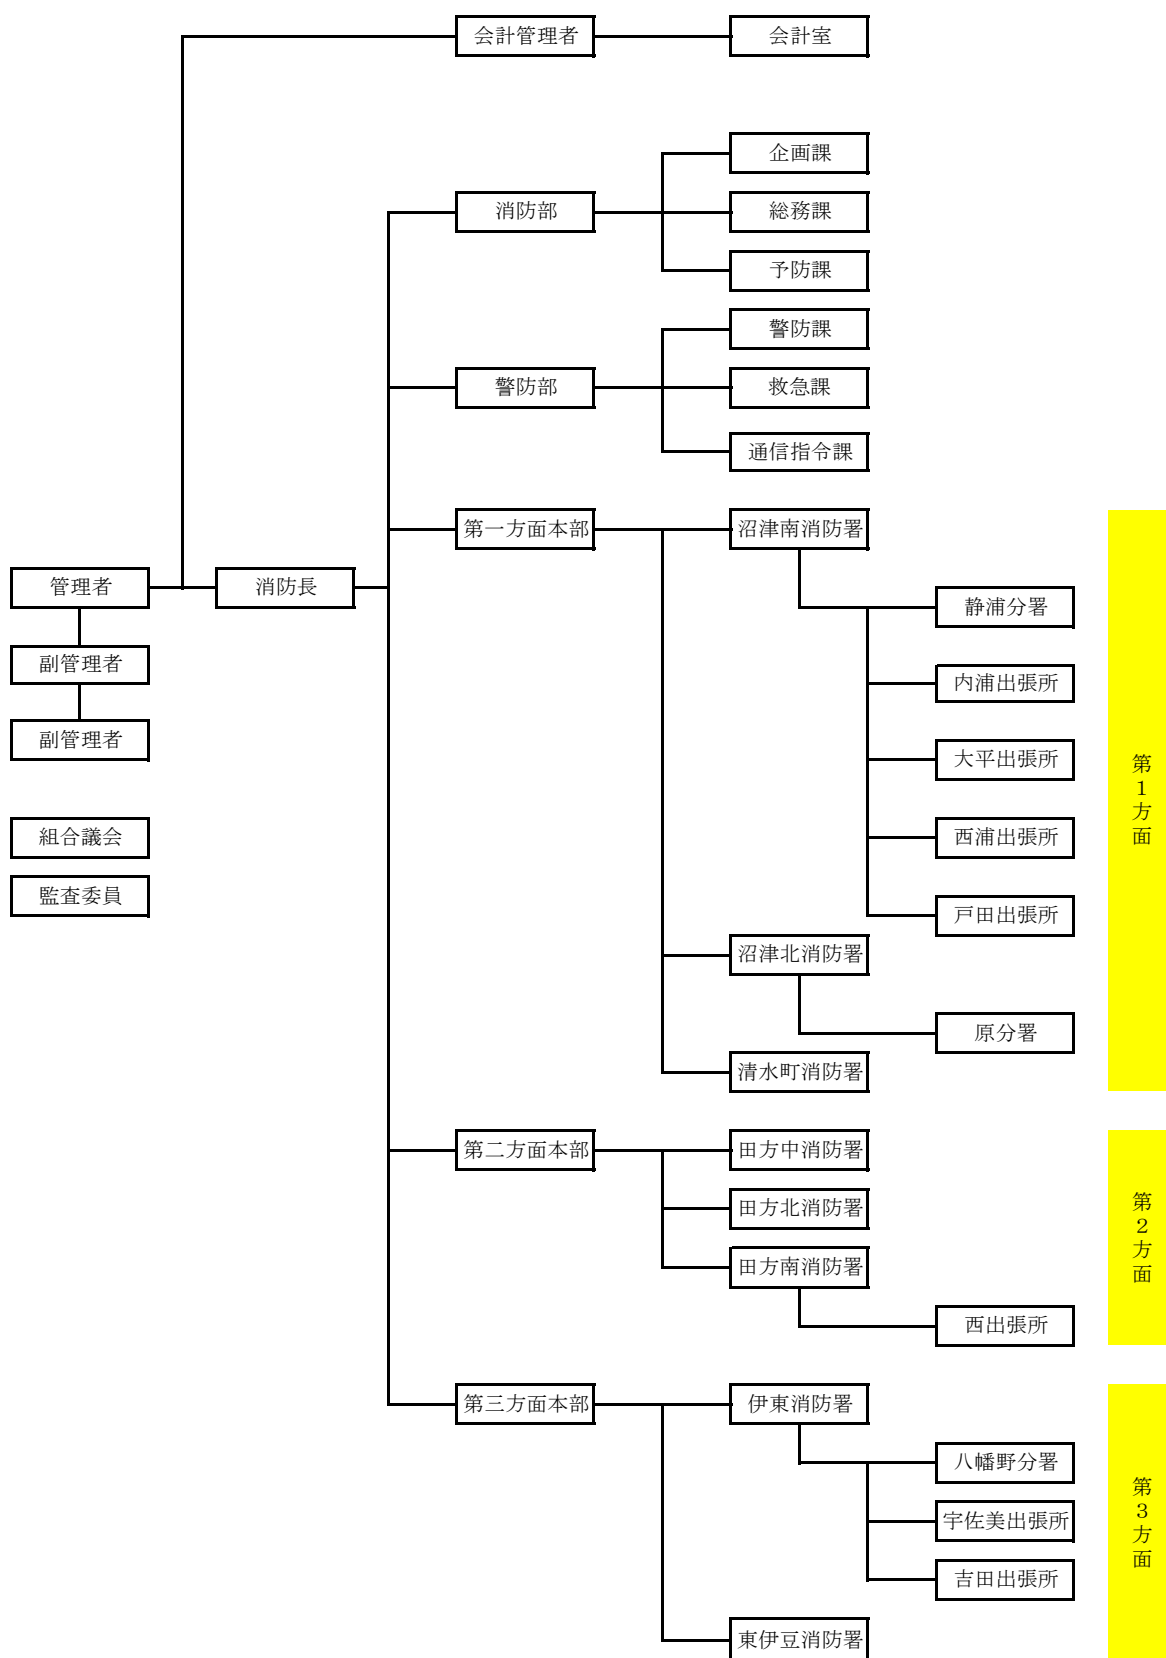 会計管理者
会計室
企画課
消防部
総務課
予防課
警防課
警防部
救急課
通信指令課
第一方面本部
沼津南消防署
管理者
消防長
静浦分署
副管理者
内浦出張所
副管理者
大平出張所
第1方面
組合議会
西浦出張所
監査委員
戸田出張所
沼津北消防署
原分署
清水町消防署
第二方面本部
田方中消防署
田方北消防署
第2方面
田方南消防署
西出張所
第三方面本部
伊東消防署
八幡野分署
宇佐美出張所
第3方面
吉田出張所
東伊豆消防署